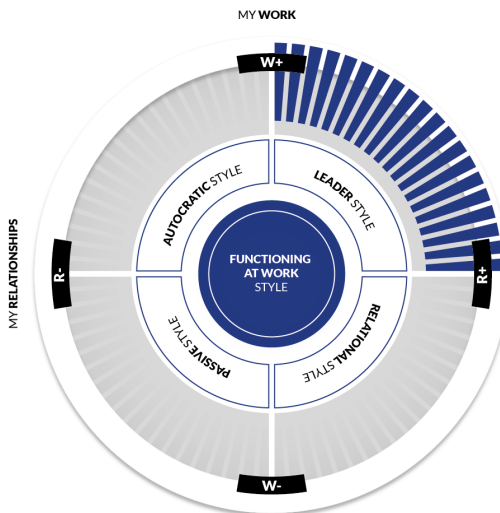 MY WORK
W+
AUTOCRATIC STYLE
LEADER STYLE
MY RELATIONSHIPS
R-
FUNCTIONING
AT WORK
STYLE
R+
PASSIVE STYLE
RELATIONAL STYLE
W-